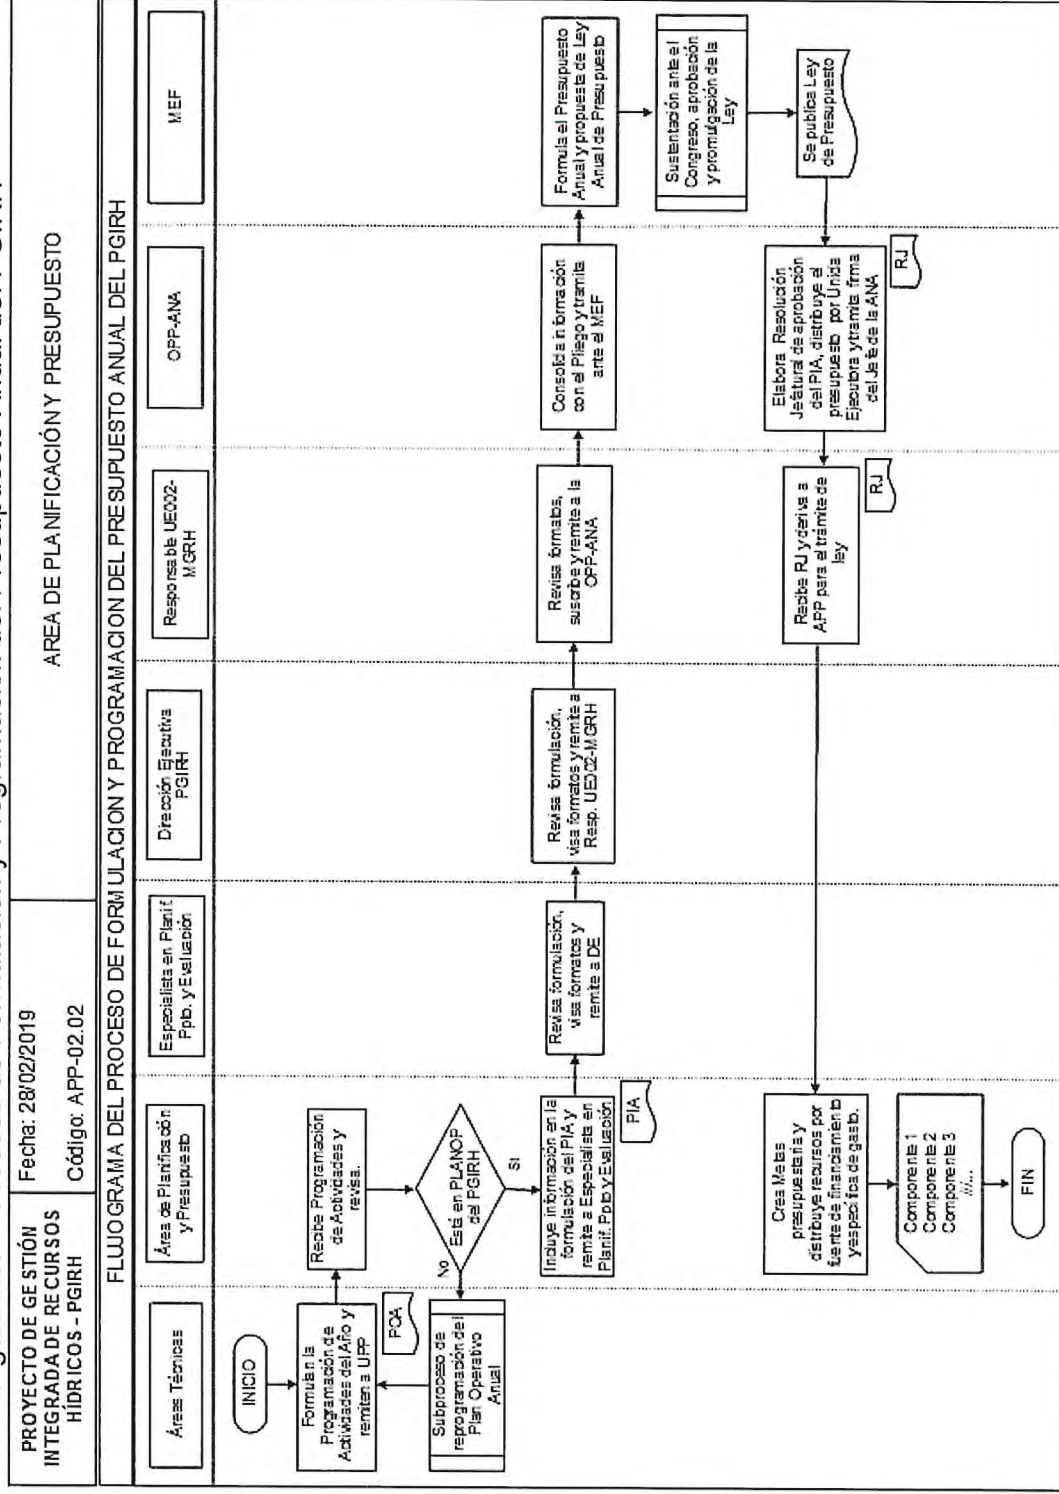 PROYECTO DE GESTIÓN
INTEGRADA DE RECURSOS
HÍDRICOS - PGIRH
Fecha: 28/02/2019
Código: APP-02.02
AREA DE PLANIFICACIÓN Y PRESUPUESTO
FLUJOGRAMA DEL PROCESO DE FORMULACION Y PROGRAMACION DEL PRESUPUESTO ANUAL DEL PGIRH
Áreas Técnicas
Área de Planificación
y Presupuesto
Especialista en Planif.
Ppto. y Evaluación
Dirección Ejecutiva
PGIRH
Responsable UE002-
MGRH
OPP-ANA
MEF
INICIO
Formulan la
Programación de
Actividades del Año y
remiten a UPP
POA
Subproceso de
reprogramación del
Plan Operativo
Anual
Recibe Programación
de Actividades y
revisa.
Está en PLANOP
del PGIRH
No
SI
Incluye información en la
formulación del PIA y
remite a Especialista en
Planif. Ppto y Evaluación
PIA
Revisa formulación,
visa formatos y
remite a DE
Revisa formulación,
visa formatos y remite a
Resp. UE002-MGRH
Revisa formatos,
suscribe y remite a la
OPP-ANA
Consolida información
con el Pliego y tramita
ante el MEF
Formula el Presupuesto
Anual y propuesta de Ley
Anual de Presupuesto
Sustentación ante el
Congreso, aprobación
y promulgación de la
Ley
Se publica Ley
de Presupuesto
Elabora Resolución
Jefatural de aprobación
del PIA, distribuye el
presupuesto por Unida
Ejecutora y tramita firma
del Jefe de la ANA
RJ
Recibe RJ y deriva a
APP para el trámite de
ley
RJ
Crea Metas
presupuestaria y
distribuye recursos por
fuente de financiamiento
y específica de gasto.
Componente 1
Componente 2
Componente 3
///...
FIN